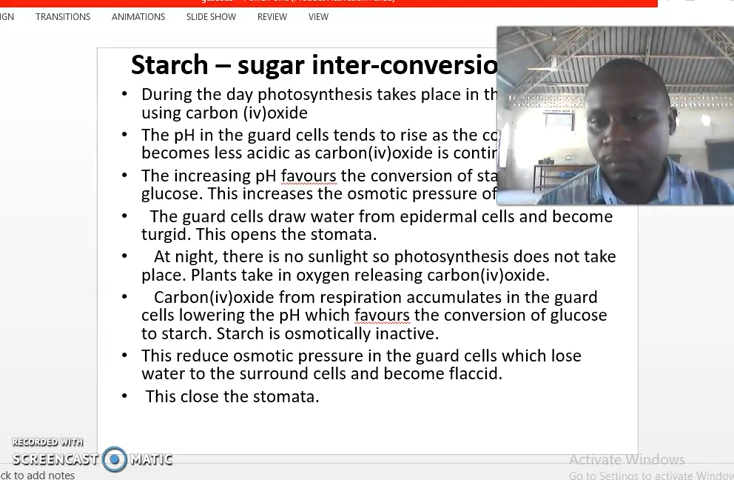 IGN TRANSITIONS ANIMATIONS SLIDE SHOW REVIEW VIEW
Starch – sugar inter-conversio
• During the day photosynthesis takes place in th
using carbon (iv)oxide
• The pH in the guard cells tends to rise as the co
becomes less acidic as carbon(iv)oxide is contin
• The increasing pH favours the conversion of sta
glucose. This increases the osmotic pressure of
• The guard cells draw water from epidermal cells and become
turgid. This opens the stomata.
• At night, there is no sunlight so photosynthesis does not take
place. Plants take in oxygen releasing carbon(iv)oxide.
• Carbon(iv)oxide from respiration accumulates in the guard
cells lowering the pH which favours the conversion of glucose
to starch. Starch is osmotically inactive.
• This reduce osmotic pressure in the guard cells which lose
water to the surround cells and become flaccid.
• This close the stomata.
RECORDED WITH
SCREENCAST MATIC
Activate Windows
Go to Settings to activate Window
ck to add notes